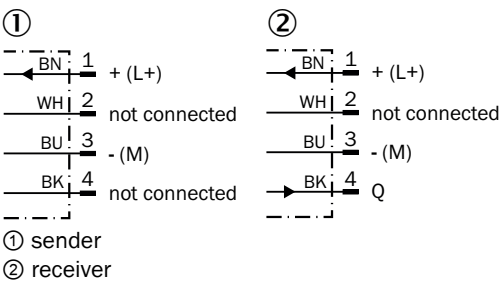 ① ②
BN 1 + (L+) BN 1 + (L+)
WH 2 not connected WH 2 not connected
BU 3 - (M) BU 3 - (M)
BK 4 not connected BK 4 Q
① sender
② receiver